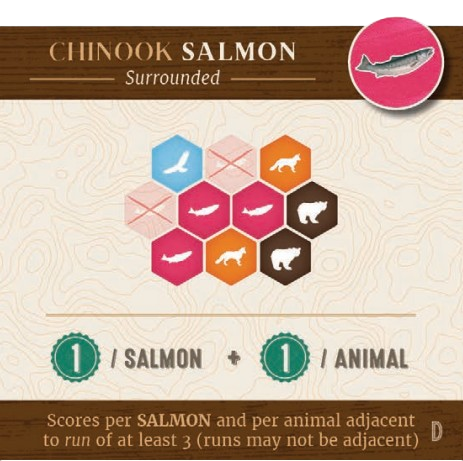 CHINOOK SALMON
Surrounded
1 / SALMON + 1 / ANIMAL
Scores per SALMON and per animal adjacent
to run of at least 3 (runs may not be adjacent)
D